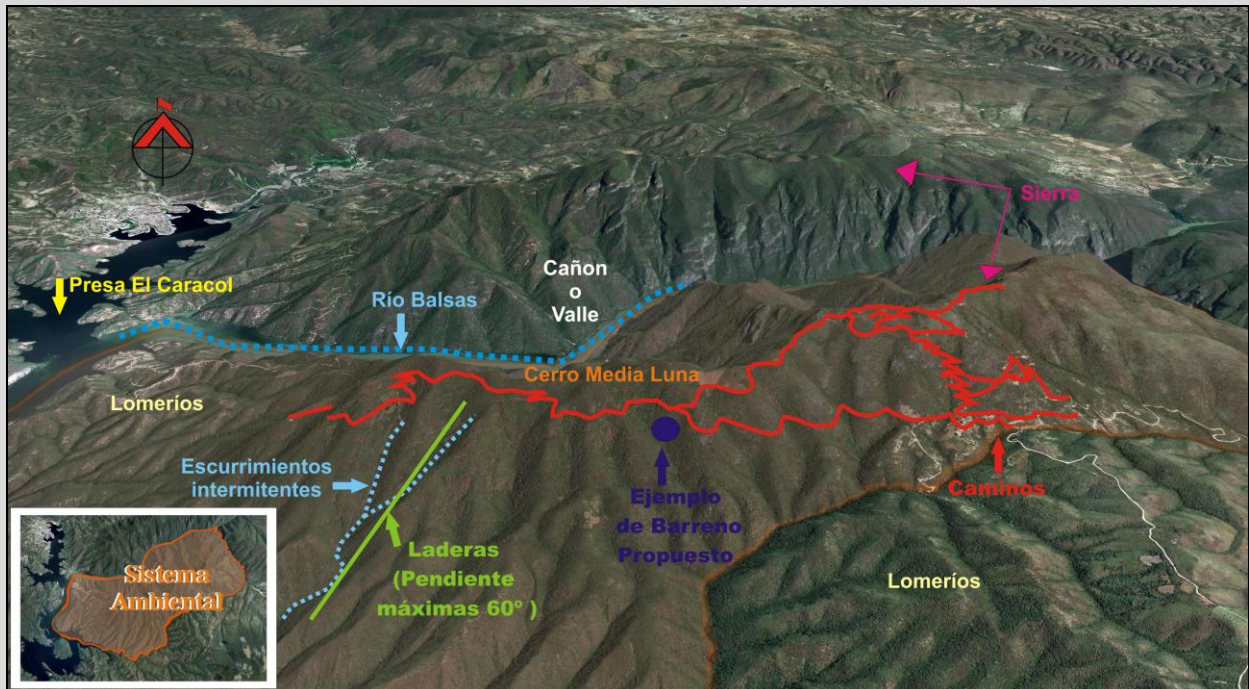 Sierra
Presa El Caracol
Cañon
o
Valle
Río Balsas
Cerro Media Luna
Lomeríos
Escurrimientos
intermitentes
Ejemplo
de Barreno
Propuesto
Caminos
Laderas
(Pendiente
máximas 60º )
Lomeríos
Sistema
Ambiental